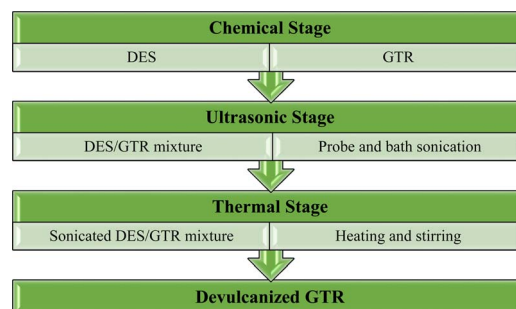 Chemical Stage
DES GTR
Ultrasonic Stage
DES/GTR mixture Probe and bath sonication
Thermal Stage
Sonicated DES/GTR mixture Heating and stirring
Devulcanized GTR